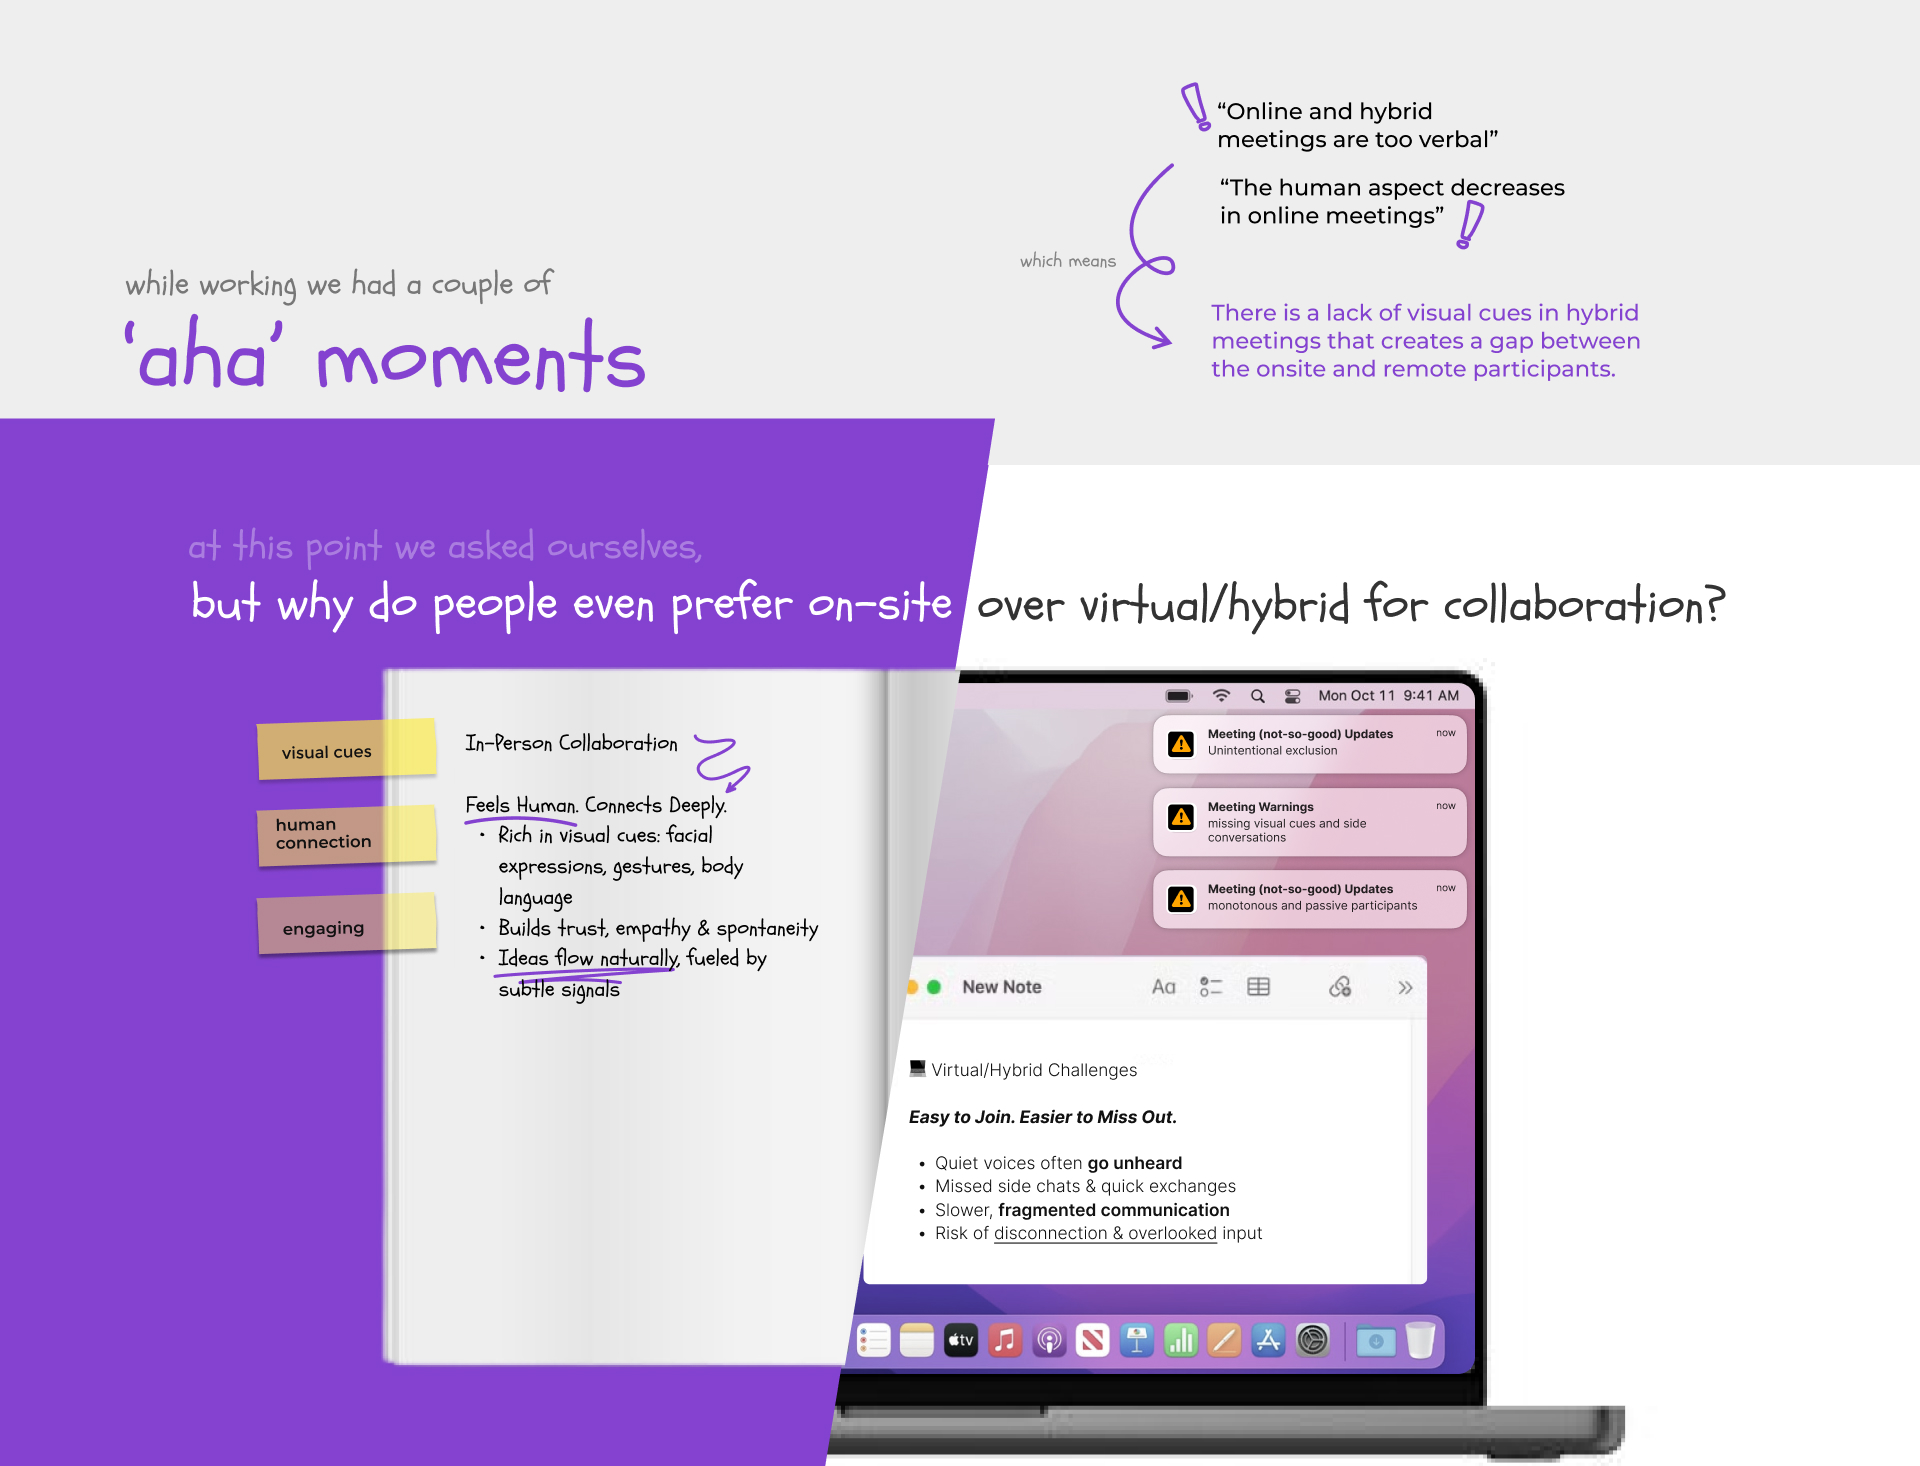 while working we had a couple of
‘aha’ moments
“Online and hybrid
meetings are too verbal”
“The human aspect decreases
in online meetings”
which means
There is a lack of visual cues in hybrid
meetings that creates a gap between
the onsite and remote participants.
at this point we asked ourselves,
but why do people even prefer on-site over virtual/hybrid for collaboration?
visual cues
human
connection
engaging
In-Person Collaboration
Feels Human. Connects Deeply.
• Rich in visual cues: facial
expressions, gestures, body
language
• Builds trust, empathy & spontaneity
• Ideas flow naturally, fueled by
subtle signals
Mon Oct 11 9:41 AM
Meeting (not-so-good) Updates now
Unintentional exclusion
Meeting Warnings now
missing visual cues and side
conversations
Meeting (not-so-good) Updates now
monotonous and passive participants
New Note
Aa
Virtual/Hybrid Challenges
Easy to Join. Easier to Miss Out.
• Quiet voices often go unheard
• Missed side chats & quick exchanges
• Slower, fragmented communication
• Risk of disconnection & overlooked input
tv